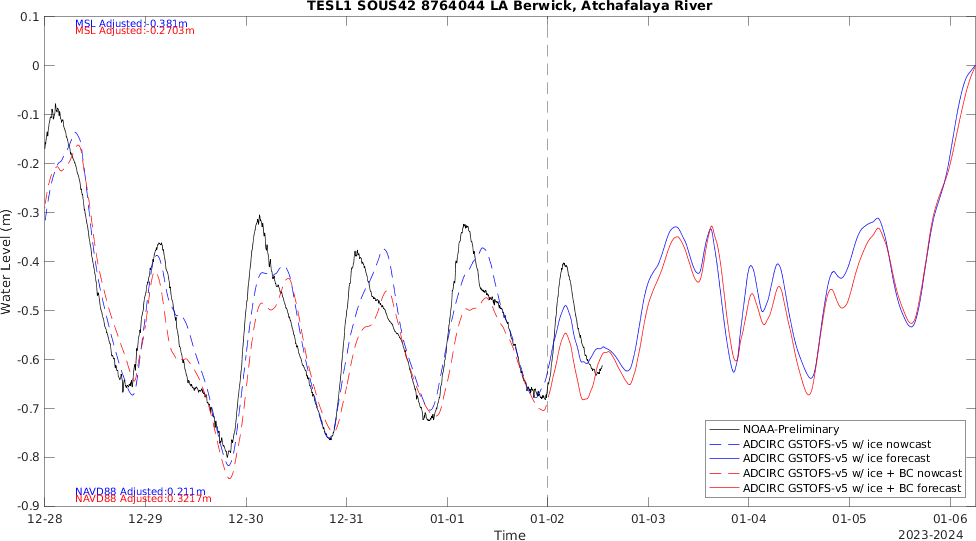 TESL1 SOUS42 8764044 LA Berwick, Atchafalaya River
MSL Adjusted:-0.381m
MSL Adjusted:-0.2703m
0.1
0
-0.1
-0.2
-0.3
-0.4
-0.5
-0.6
-0.7
-0.8
-0.9
Water Level (m)
NOAA-Preliminary
ADCIRC GSTOFS-v5 w/ ice nowcast
ADCIRC GSTOFS-v5 w/ ice forecast
ADCIRC GSTOFS-v5 w/ ice + BC nowcast
ADCIRC GSTOFS-v5 w/ ice + BC forecast
NAVD88 Adjusted:0.211m
NAVD88 Adjusted:0.3217m
12-28 12-29 12-30 12-31 01-01 01-02 01-03 01-04 01-05 01-06
Time
2023-2024